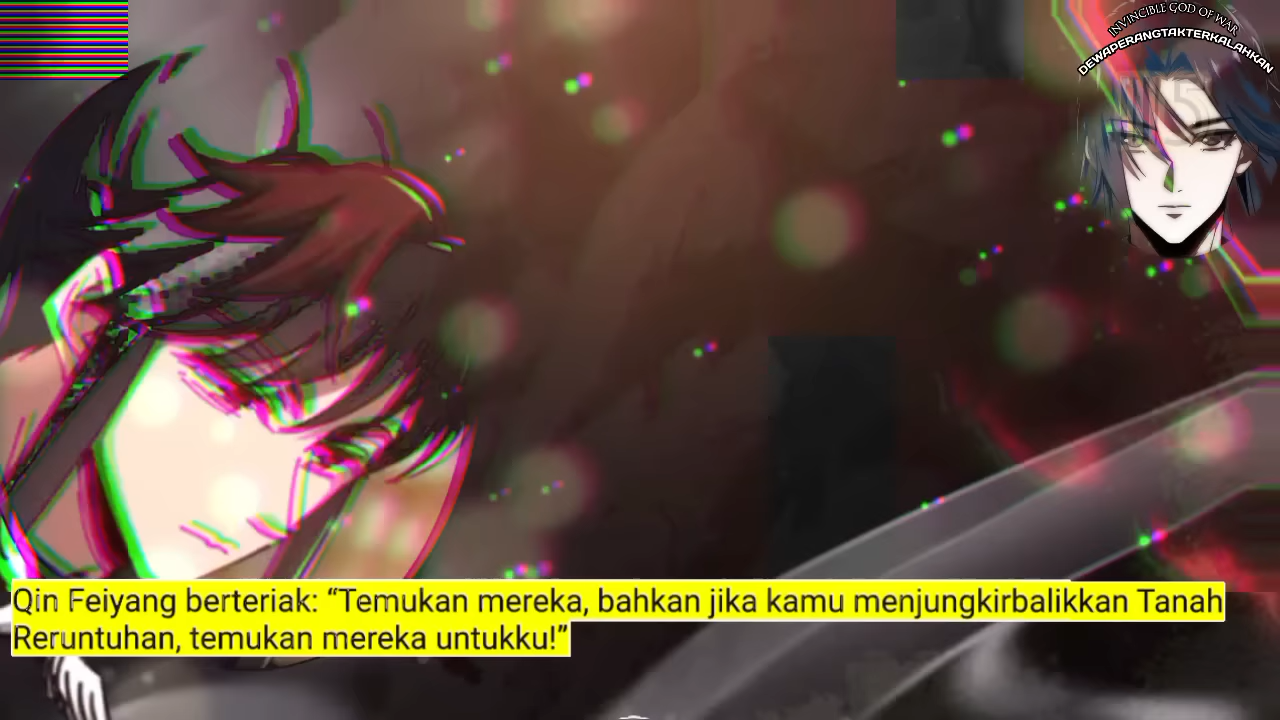 INVINCIBLE GOD OF WAR
DEWAPERANGTAKTERKALAHKAN
Qin Feiyang berteriak: “Temukan mereka, bahkan jika kamu menjungkirbalikkan Tanah
Reruntuhan, temukan mereka untukku!”